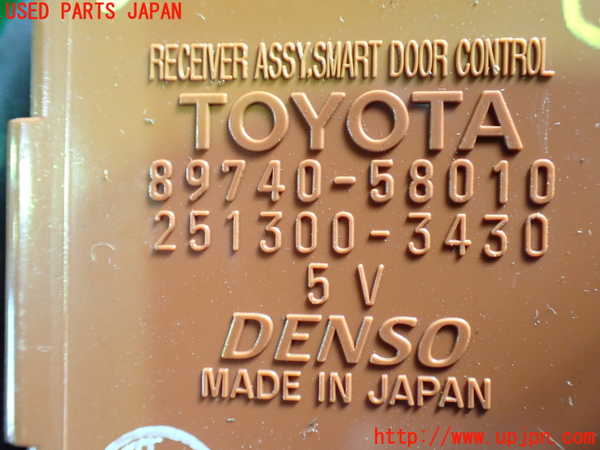 USED PARTS JAPAN
RECEIVER ASSY,SMART DOOR CONTROL
TOYOTA
89740-58010
251300-3430
5 V
DENSO
MADE IN JAPAN
http://www.upjpn.com/